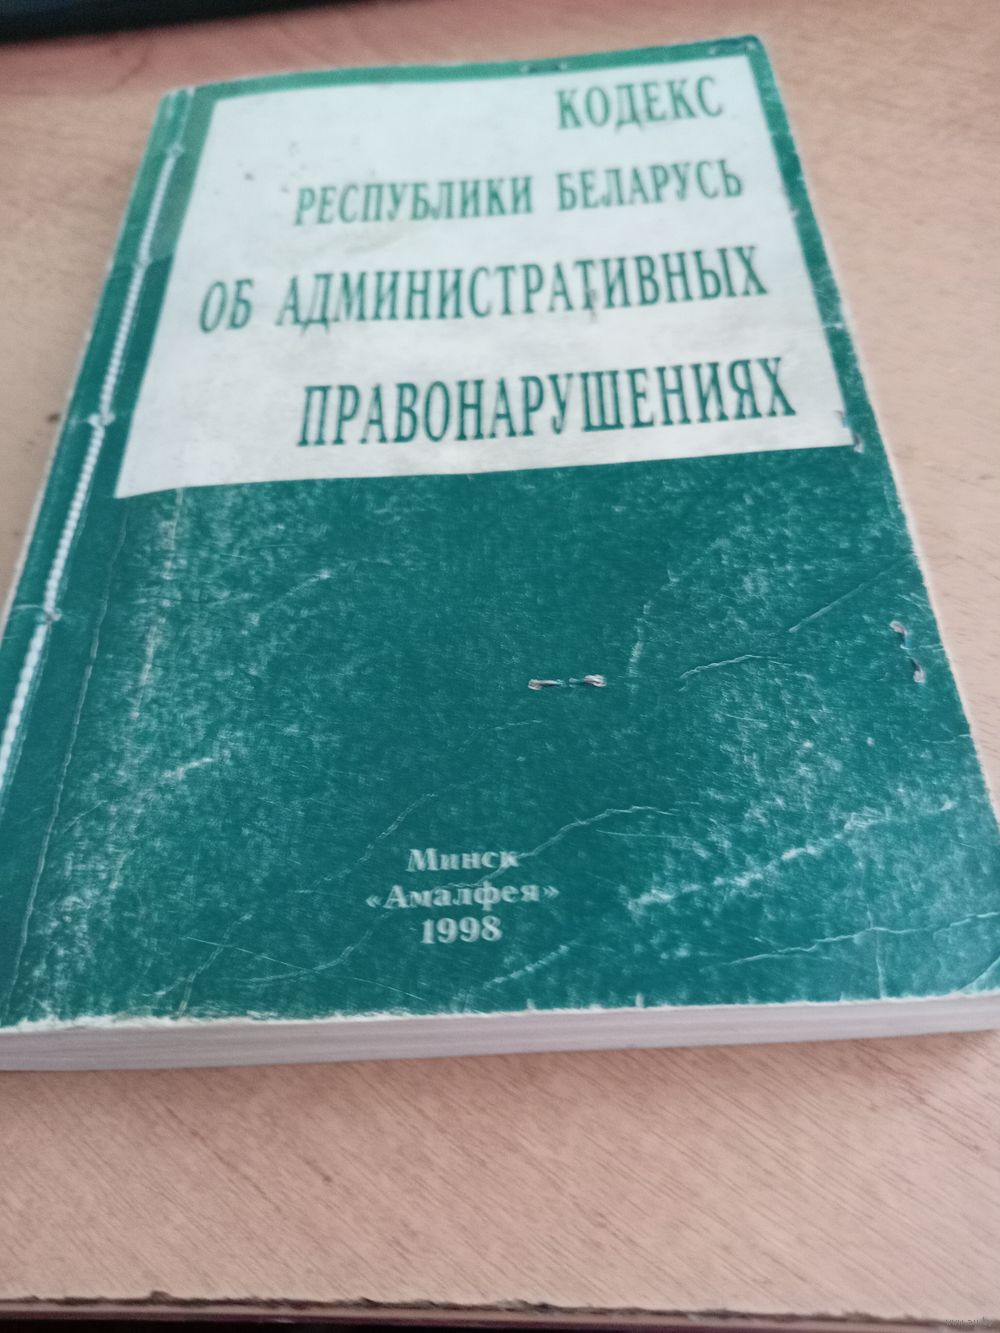 КОДЕКС
РЕСПУБЛИКИ БЕЛАРУСЬ
ОБ АДМИНИСТРАТИВНЫХ
ПРАВОНАРУШЕНИЯХ
Минск
«Амалфея»
1998